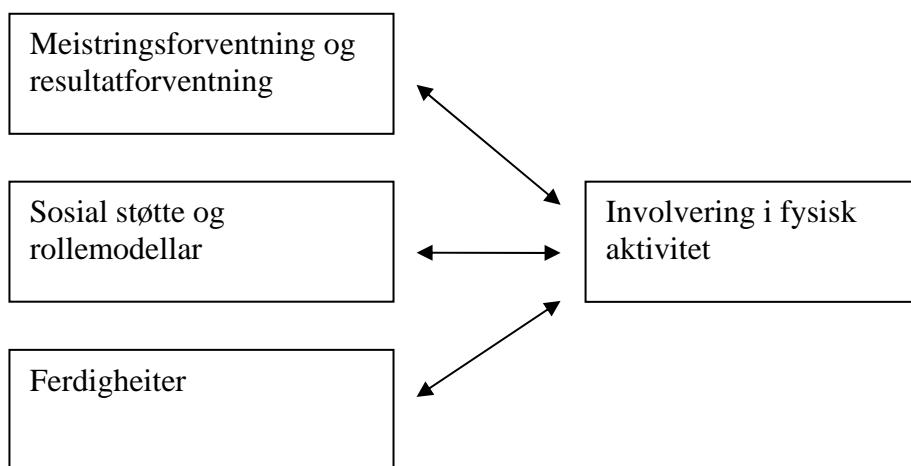 Meistringsforventning og
resultatforventning
Sosial støtte og
rollemodellar
Involvering i fysisk
aktivitet
Ferdigheiter